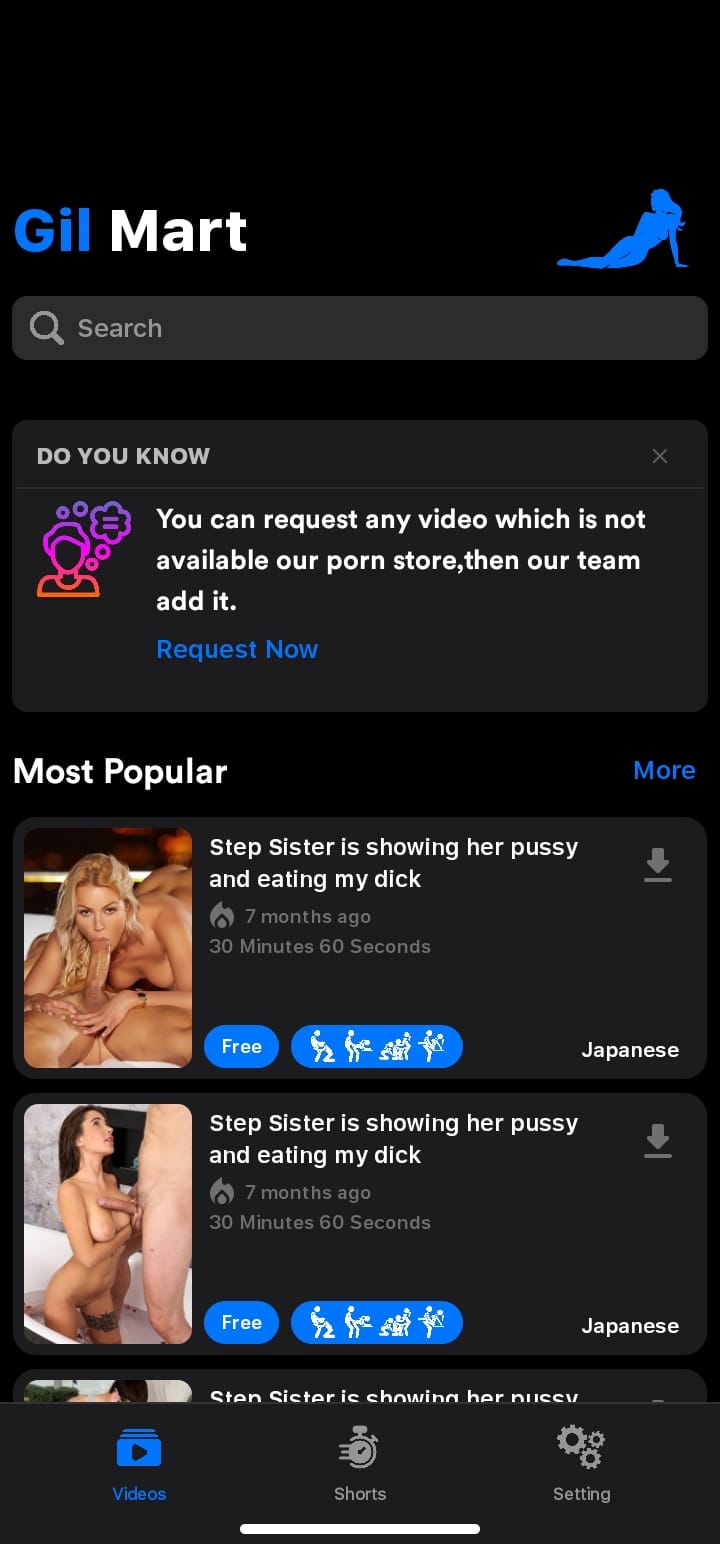 Gil Mart
Search
DO YOU KNOW
You can request any video which is not
available our porn store,then our team
add it.
Request Now
Most Popular
More
Step Sister is showing her pussy
and eating my dick
7 months ago
30 Minutes 60 Seconds
Free
Japanese
Step Sister is showing her pussy
and eating my dick
7 months ago
30 Minutes 60 Seconds
Free
Japanese
Step Sister is showing her pussy
Videos
Shorts
Setting